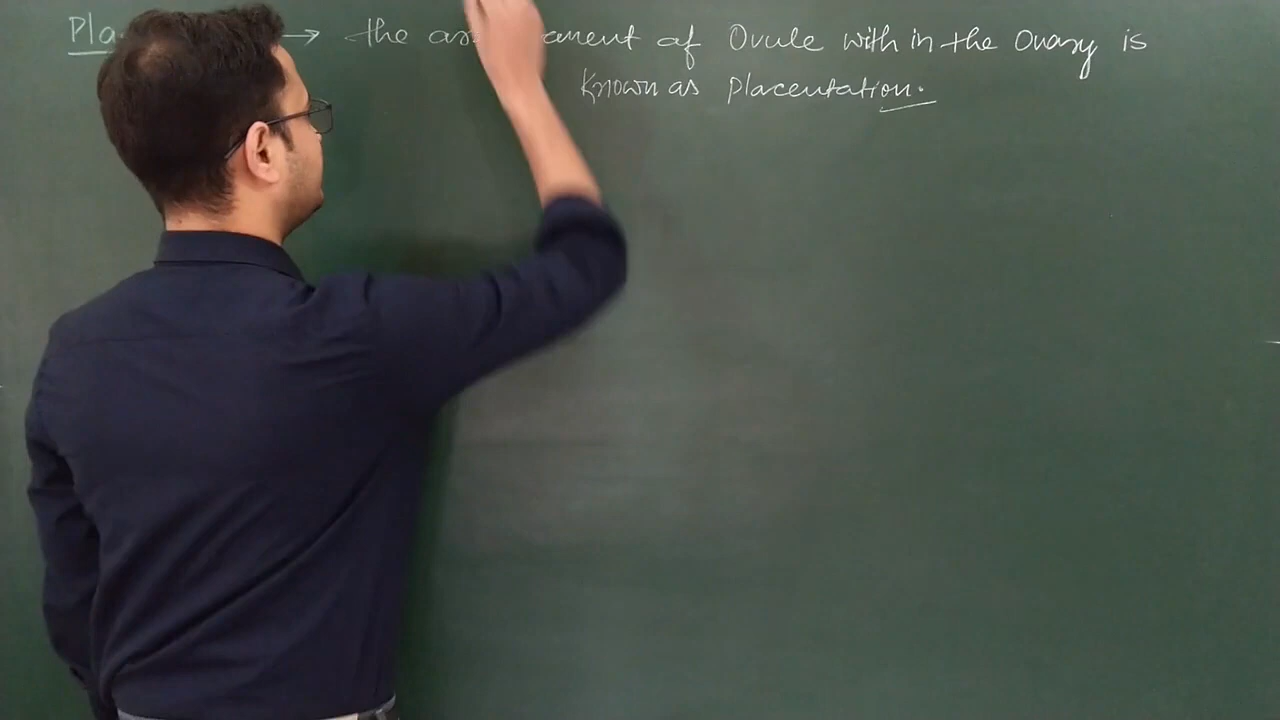 → the of Ovule with in the Ovary is
Known as Placentation.